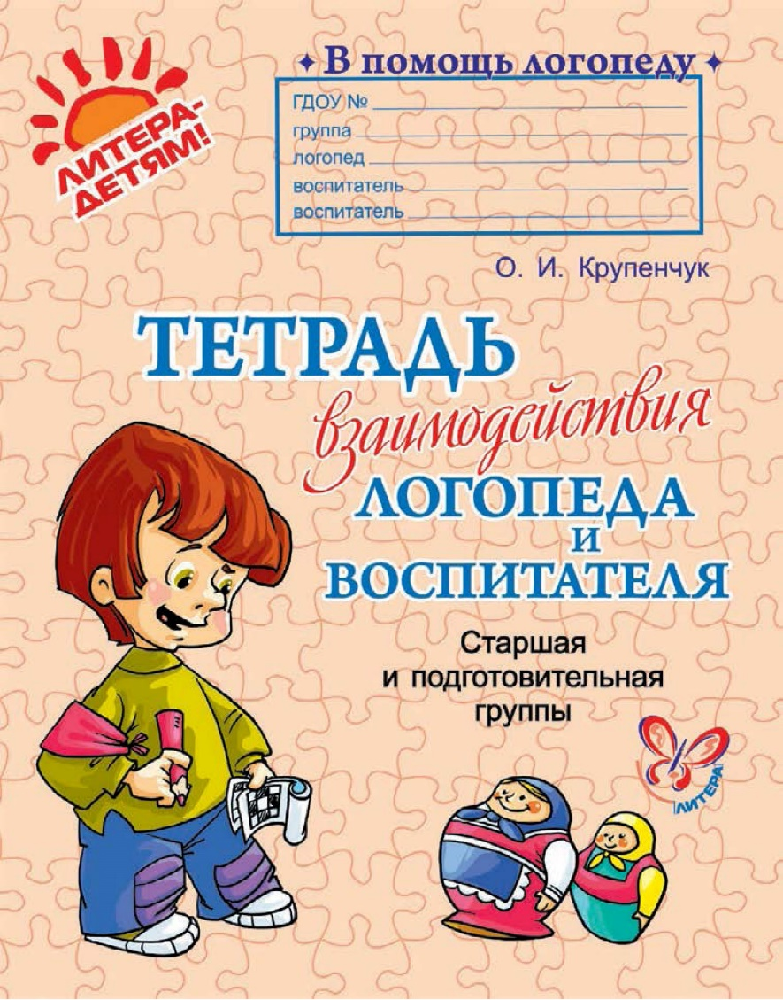 ЛИТЕРА-
ДЕТЯМ!
В помощь логопеду
ГДОУ №
группа
логопед
воспитатель
воспитатель
О. И. Крупенчук
ТЕТРАДЬ
взаимодействия
ЛОГОПЕДА
и
ВОСПИТАТЕЛЯ
Старшая
и подготовительная
группы
ЛИТЕРА